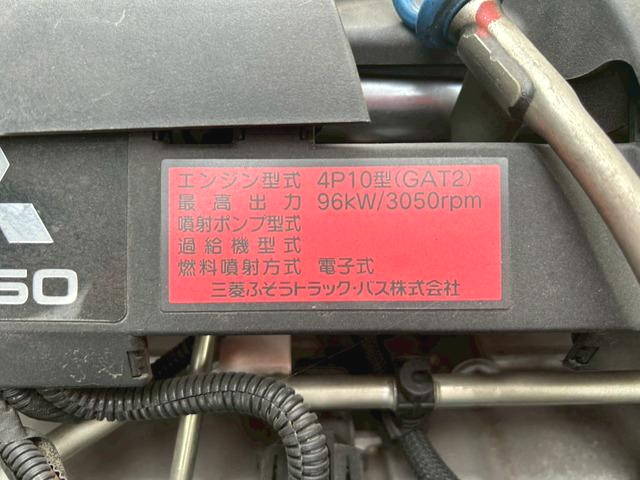 エンジン型式 4P10型(GAT2)
最高出力 96kW/3050rpm
噴射ポンプ型式
過給機型式
燃料噴射方式 電子式
三菱ふそうトラック・バス株式会社
50